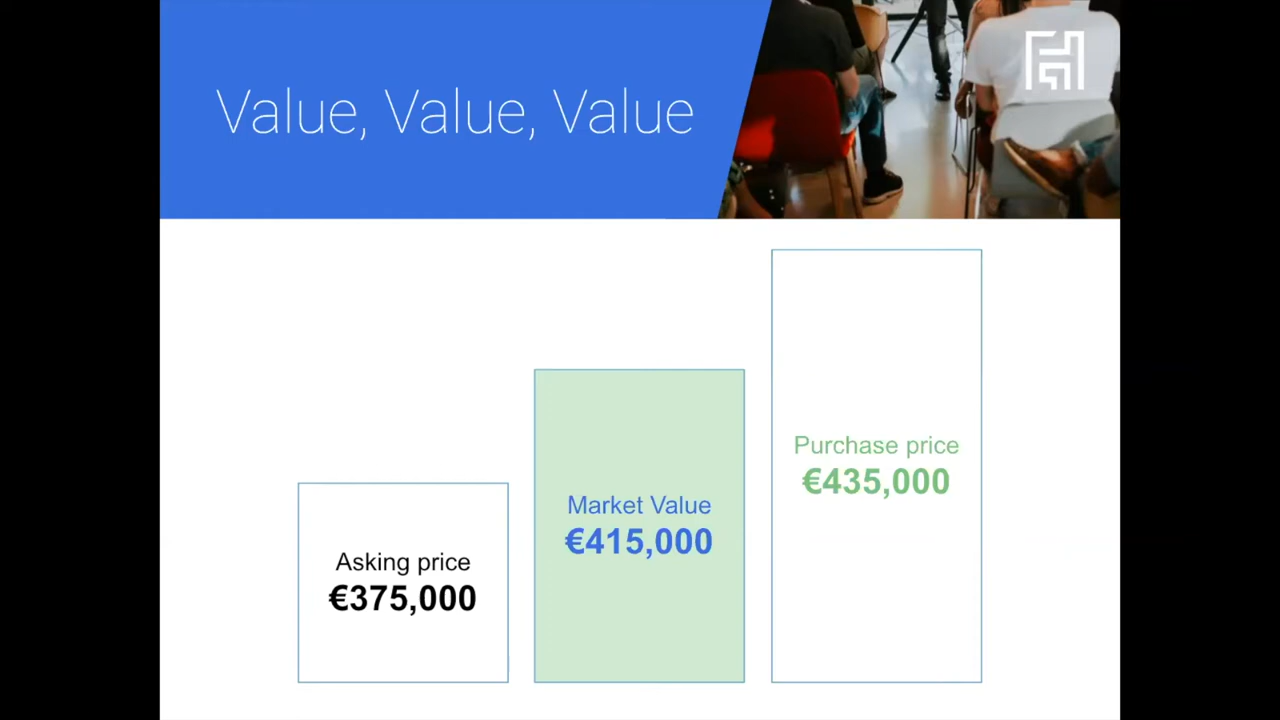 Value, Value, Value
Purchase price
€435,000
Market Value
€415,000
Asking price
€375,000